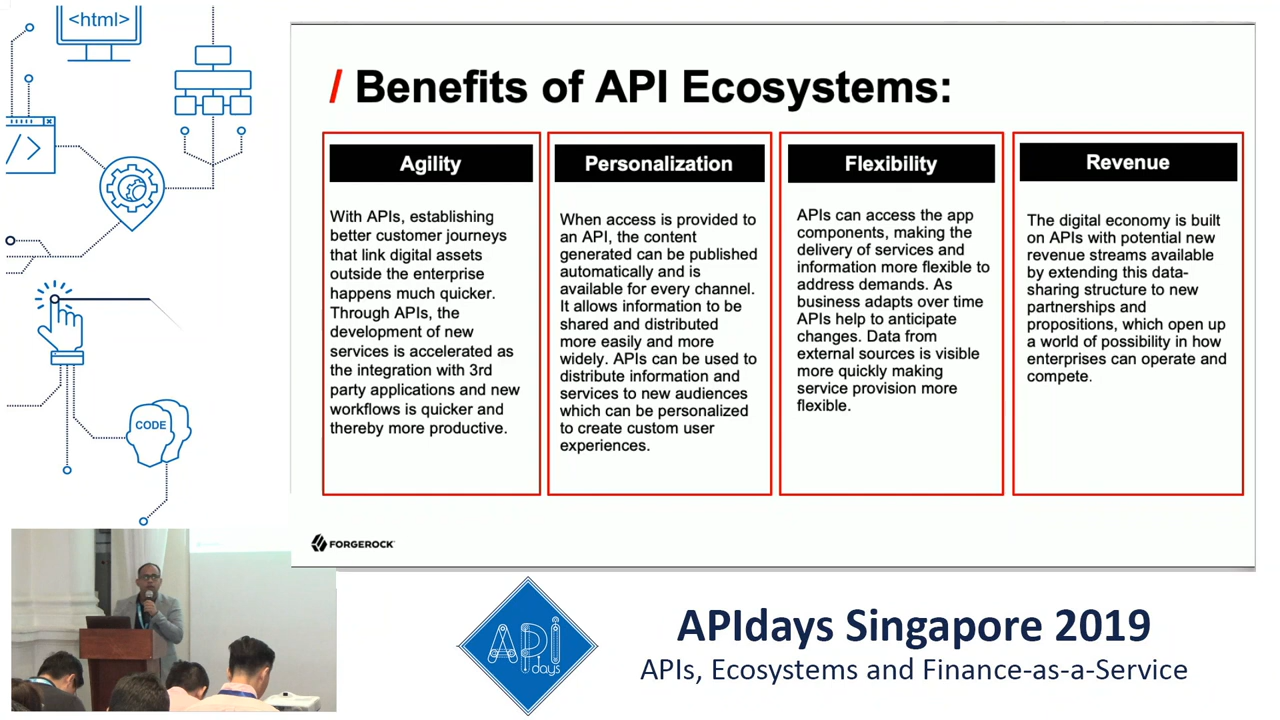 <html>
</>
CODE
/ Benefits of API Ecosystems:
Agility
With APIs, establishing
better customer journeys
that link digital assets
outside the enterprise
happens much quicker.
Through APIs, the
development of new
services is accelerated as
the integration with 3rd
party applications and new
workflows is quicker and
thereby more productive.
Personalization
When access is provided to
an API, the content
generated can be published
automatically and is
available for every channel.
It allows information to be
shared and distributed
more easily and more
widely. APIs can be used to
distribute information and
services to new audiences
which can be personalized
to create custom user
experiences.
Flexibility
APIs can access the app
components, making the
delivery of services and
information more flexible to
address demands. As
business adapts over time
APIs help to anticipate
changes. Data from
external sources is visible
more quickly making
service provision more
flexible.
Revenue
The digital economy is built
on APIs with potential new
revenue streams available
by extending this data-
sharing structure to new
partnerships and
propositions, which open up
a world of possibility in how
enterprises can operate and
compete.
FORGEROCK
API
days
APIdays Singapore 2019
APIs, Ecosystems and Finance-as-a-Service